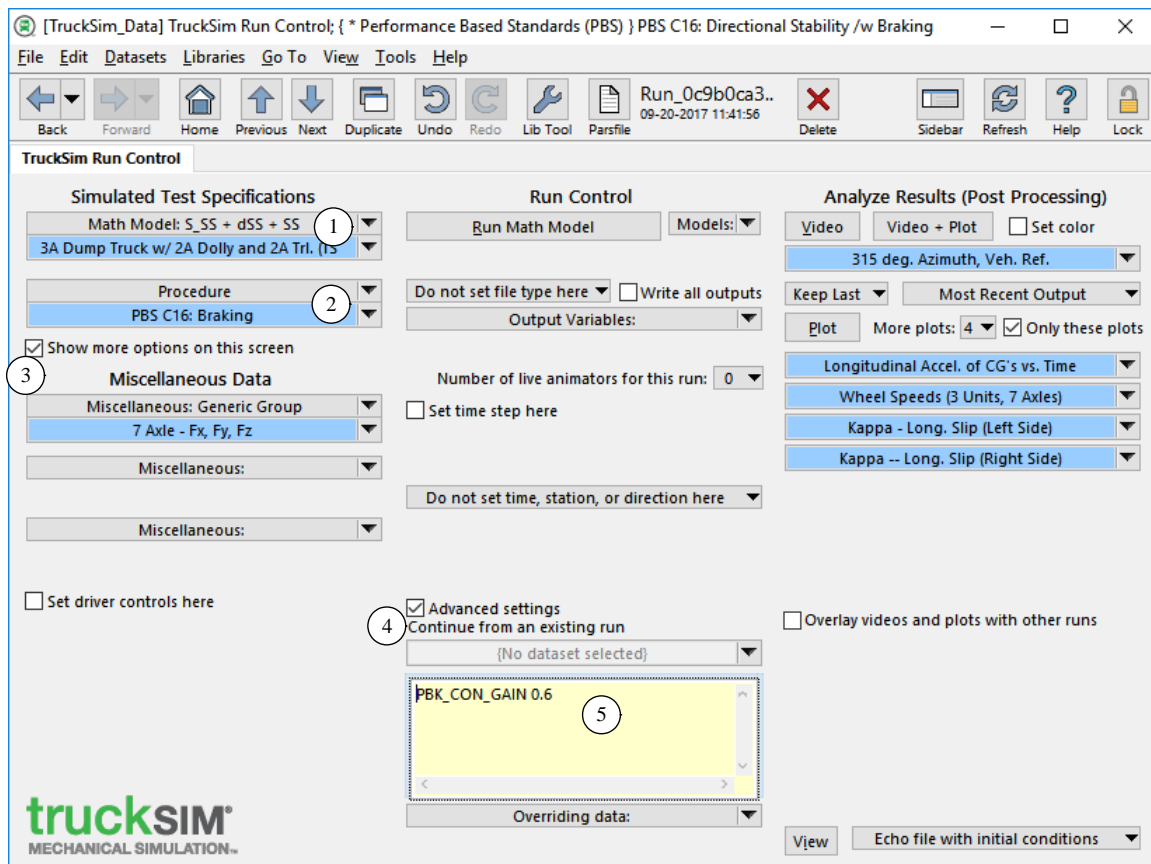 [TruckSim_Data] TruckSim Run Control; { * Performance Based Standards (PBS) } PBS C16: Directional Stability /w Braking
File Edit Datasets Libraries Go To View Tools Help
Back Forward Home Previous Next Duplicate Undo Redo Lib Tool Parsfile
Run_0c9b0ca3..
09-20-2017 11:41:56
Delete Sidebar Refresh Help Lock
TruckSim Run Control
Simulated Test Specifications
Math Model: S_SS + dSS + SS
1
3A Dump Truck w/ 2A Dolly and 2A Trl. (TS
Procedure
2
PBS C16: Braking
Show more options on this screen
3
Miscellaneous Data
Miscellaneous: Generic Group
7 Axle - Fx, Fy, Fz
Miscellaneous:
Miscellaneous:
Set driver controls here
truckSIM®
MECHANICAL SIMULATION™
Run Control
Run Math Model Models:
Do not set file type here Write all outputs
Output Variables:
Number of live animators for this run: 0
Set time step here
Do not set time, station, or direction here
Advanced settings
4
Continue from an existing run
{No dataset selected}
PBK_CON_GAIN 0.6
5
Overriding data:
Analyze Results (Post Processing)
Video Video + Plot Set color
315 deg. Azimuth, Veh. Ref.
Keep Last Most Recent Output
Plot More plots: 4 Only these plots
Longitudinal Accel. of CG's vs. Time
Wheel Speeds (3 Units, 7 Axles)
Kappa - Long. Slip (Left Side)
Kappa -- Long. Slip (Right Side)
Overlay videos and plots with other runs
View Echo file with initial conditions